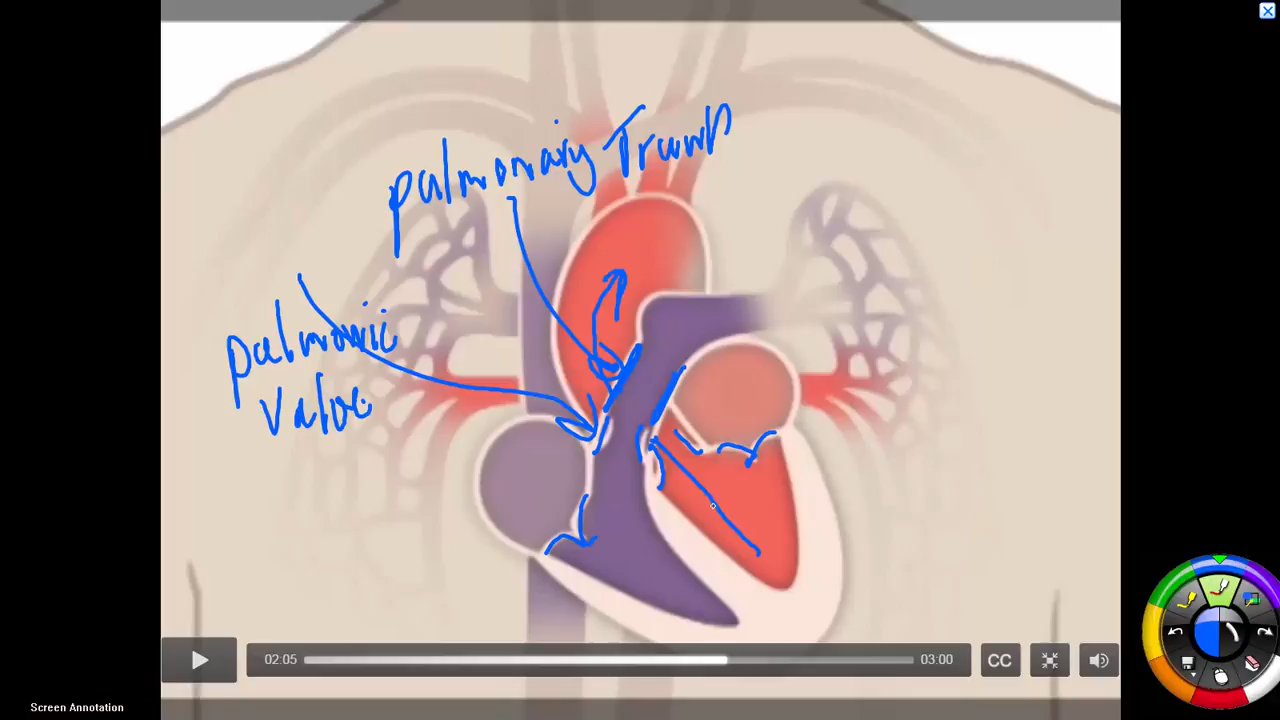 pulmonary Trunk
pulmonic
Valve
02:05
03:00
CC
Screen Annotation